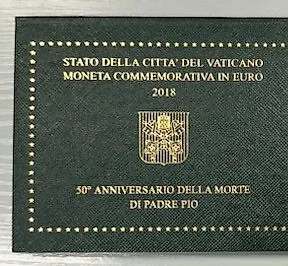 STATO DELLA CITTA' DEL VATICANO
MONETA COMMEMORATIVA IN EURO
2018
50° ANNIVERSARIO DELLA MORTE
DI PADRE PIO